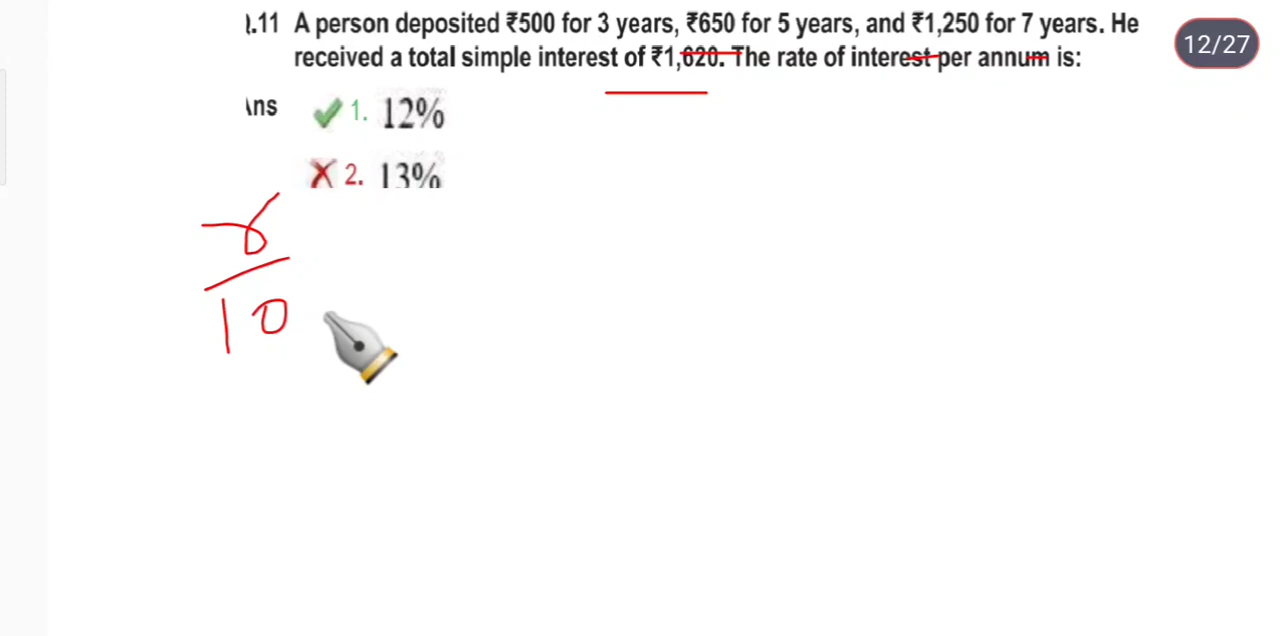 .11 A person deposited ₹500 for 3 years, ₹650 for 5 years, and ₹1,250 for 7 years. He
12/27
received a total simple interest of ₹1,620. The rate of interest per annum is:
Ans
1. 12%
2. 13%
10